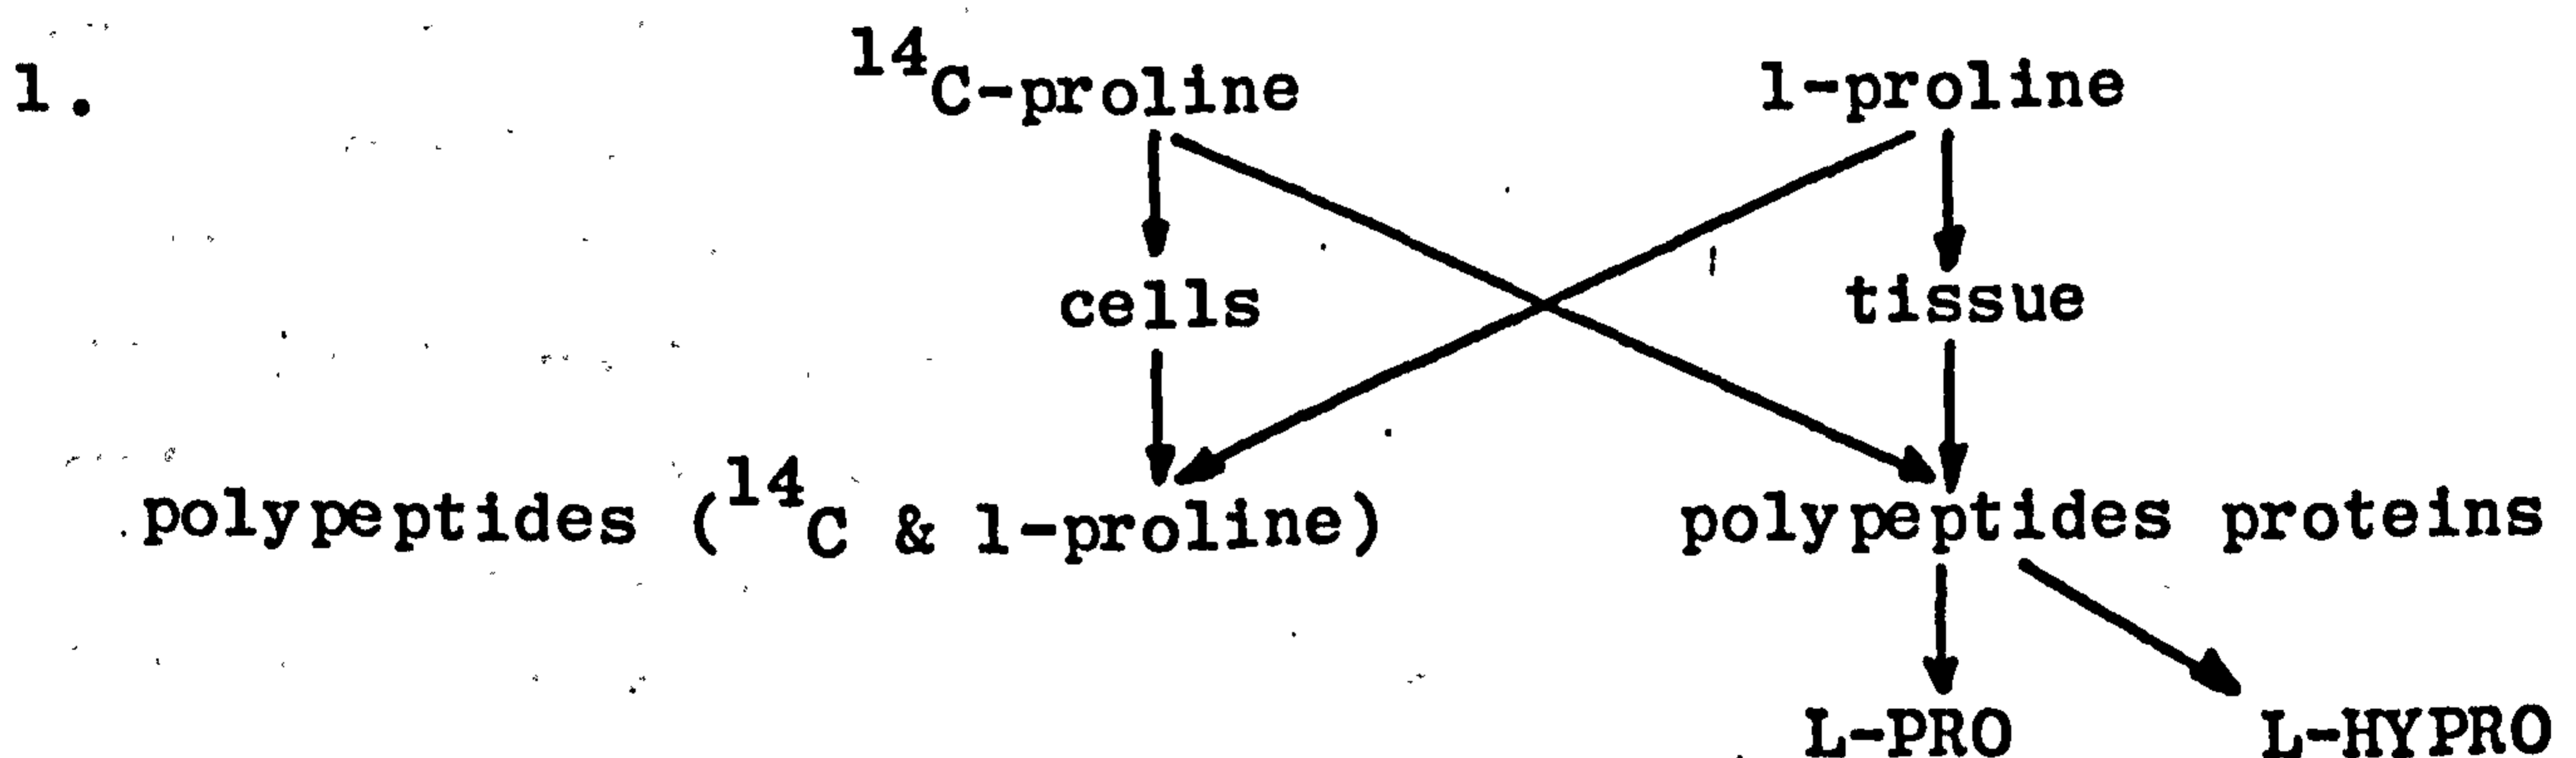 1. ¹⁴C-proline l-proline
cells tissue
polypeptides (¹⁴C & l-proline) polypeptides proteins
L-PRO L-HYPRO